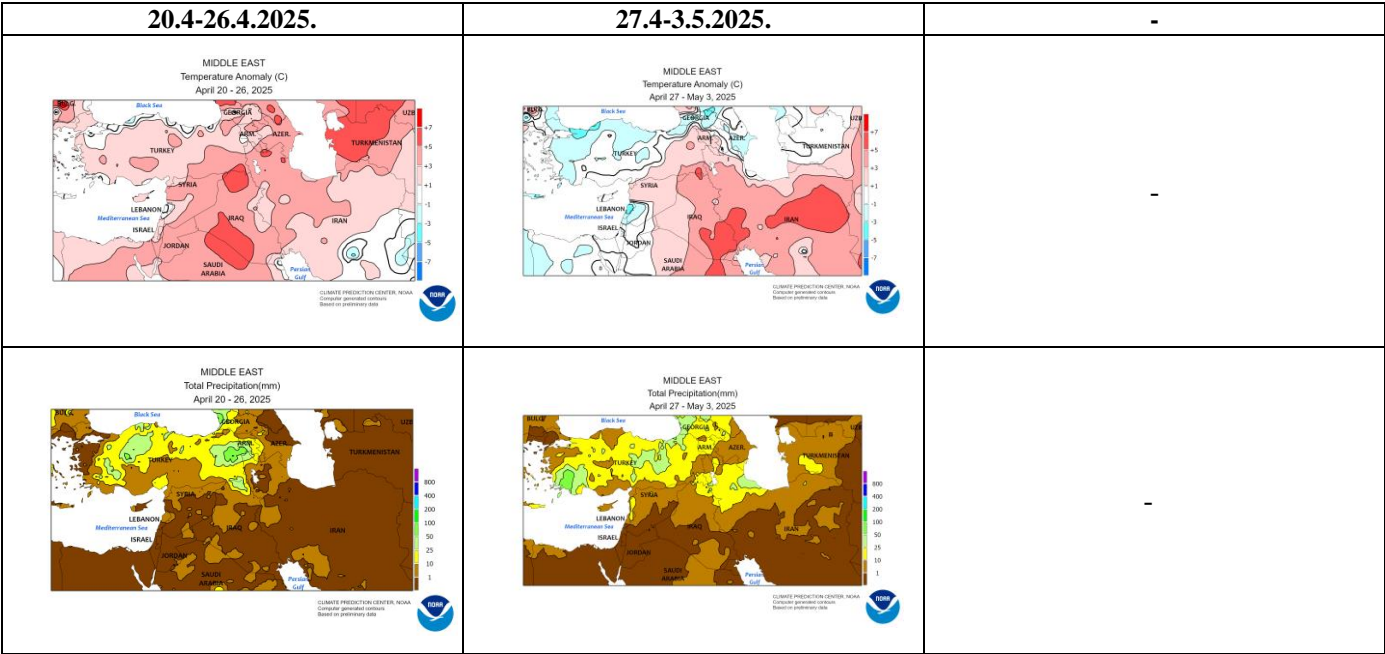 20.4-26.4.2025.
27.4-3.5.2025.
-
MIDDLE EAST
Temperature Anomaly (C)
April 20 - 26, 2025
BULG.
Black Sea
GEORGIA
UZB
ARM.
AZER.
TURKMENISTAN
TURKEY
SYRIA
LEBANON
Mediterranean Sea
IRAQ
IRAN
ISRAEL
JORDAN
SAUDI
ARABIA
Persian
Gulf
+7
+5
+3
+1
-1
-3
-5
-7
CLIMATE PREDICTION CENTER, NOAA
Computer generated contours
Based on preliminary data
NOAA
MIDDLE EAST
Temperature Anomaly (C)
April 27 - May 3, 2025
BULG.
Black Sea
GEORGIA
UZB
ARM.
AZER.
TURKMENISTAN
TURKEY
SYRIA
LEBANON
Mediterranean Sea
IRAQ
IRAN
ISRAEL
JORDAN
SAUDI
ARABIA
Persian
Gulf
+7
+5
+3
+1
-1
-3
-5
-7
CLIMATE PREDICTION CENTER, NOAA
Computer generated contours
Based on preliminary data
NOAA
-
MIDDLE EAST
Total Precipitation(mm)
April 20 - 26, 2025
BULG.
Black Sea
GEORGIA
UZB
ARM.
AZER.
TURKMENISTAN
TURKEY
SYRIA
LEBANON
Mediterranean Sea
IRAQ
IRAN
ISRAEL
JORDAN
SAUDI
ARABIA
Persian
Gulf
800
400
200
100
50
25
10
1
CLIMATE PREDICTION CENTER, NOAA
Computer generated contours
Based on preliminary data
NOAA
MIDDLE EAST
Total Precipitation(mm)
April 27 - May 3, 2025
BULG.
Black Sea
GEORGIA
UZB
ARM.
AZER.
TURKMENISTAN
TURKEY
SYRIA
LEBANON
Mediterranean Sea
IRAQ
IRAN
ISRAEL
JORDAN
SAUDI
ARABIA
Persian
Gulf
800
400
200
100
50
25
10
1
CLIMATE PREDICTION CENTER, NOAA
Computer generated contours
Based on preliminary data
NOAA
-